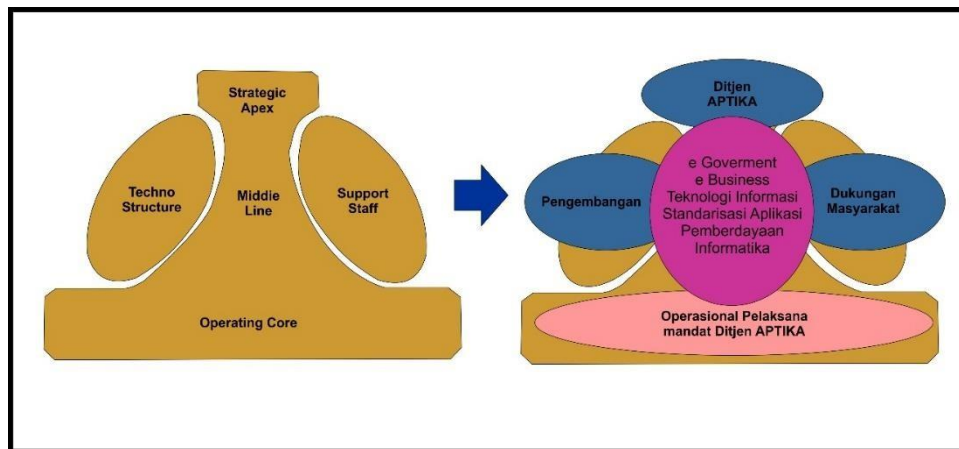 Strategic
Apex
Techno
Structure
Middie
Line
Support
Staff
Operating Core
Ditjen
APTIKA
Pengembangan
e Goverment
e Business
Teknologi Informasi
Standarisasi Aplikasi
Pemberdayaan
Informatika
Dukungan
Masyarakat
Operasional Pelaksana
mandat Ditjen APTIKA